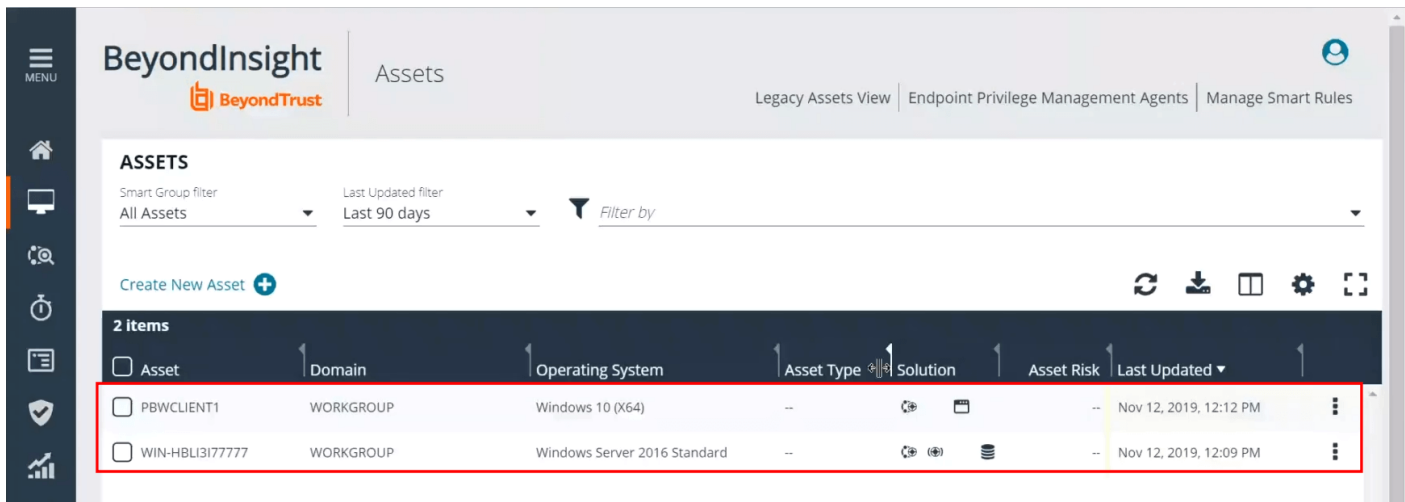 MENU
BeyondInsight
BeyondTrust
Assets
Legacy Assets View
Endpoint Privilege Management Agents
Manage Smart Rules
ASSETS
Smart Group filter
All Assets
Last Updated filter
Last 90 days
Filter by
Create New Asset
2 items
Asset Domain Operating System Asset Type Solution Asset Risk Last Updated
PBWCLIENT1 WORKGROUP Windows 10 (X64) -- -- Nov 12, 2019, 12:12 PM
WIN-HBLI3I77777 WORKGROUP Windows Server 2016 Standard -- -- Nov 12, 2019, 12:09 PM